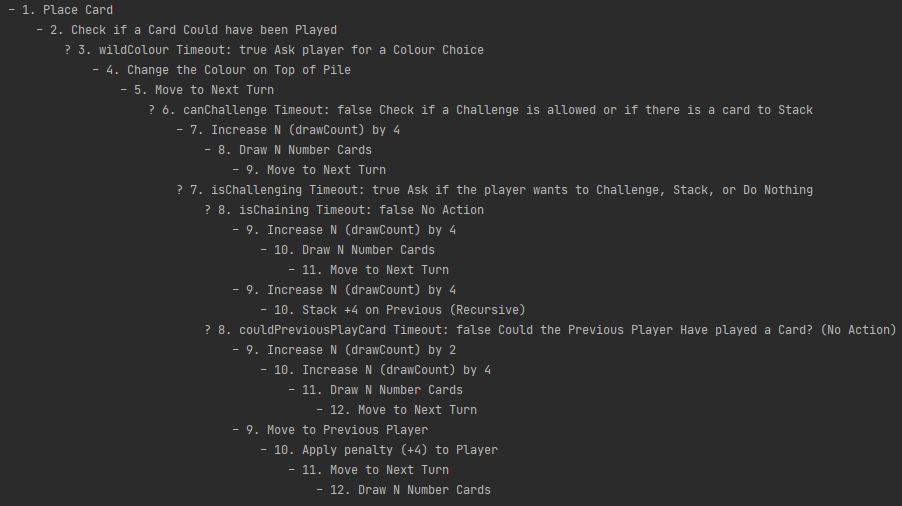 - 1. Place Card
- 2. Check if a Card Could have been Played
? 3. wildColour Timeout: true Ask player for a Colour Choice
- 4. Change the Colour on Top of Pile
- 5. Move to Next Turn
? 6. canChallenge Timeout: false Check if a Challenge is allowed or if there is a card to Stack
- 7. Increase N (drawCount) by 4
- 8. Draw N Number Cards
- 9. Move to Next Turn
? 7. isChallenging Timeout: true Ask if the player wants to Challenge, Stack, or Do Nothing
? 8. isChaining Timeout: false No Action
- 9. Increase N (drawCount) by 4
- 10. Draw N Number Cards
- 11. Move to Next Turn
- 9. Increase N (drawCount) by 4
- 10. Stack +4 on Previous (Recursive)
? 8. couldPreviousPlayCard Timeout: false Could the Previous Player Have played a Card? (No Action)
- 9. Increase N (drawCount) by 2
- 10. Increase N (drawCount) by 4
- 11. Draw N Number Cards
- 12. Move to Next Turn
- 9. Move to Previous Player
- 10. Apply penalty (+4) to Player
- 11. Move to Next Turn
- 12. Draw N Number Cards